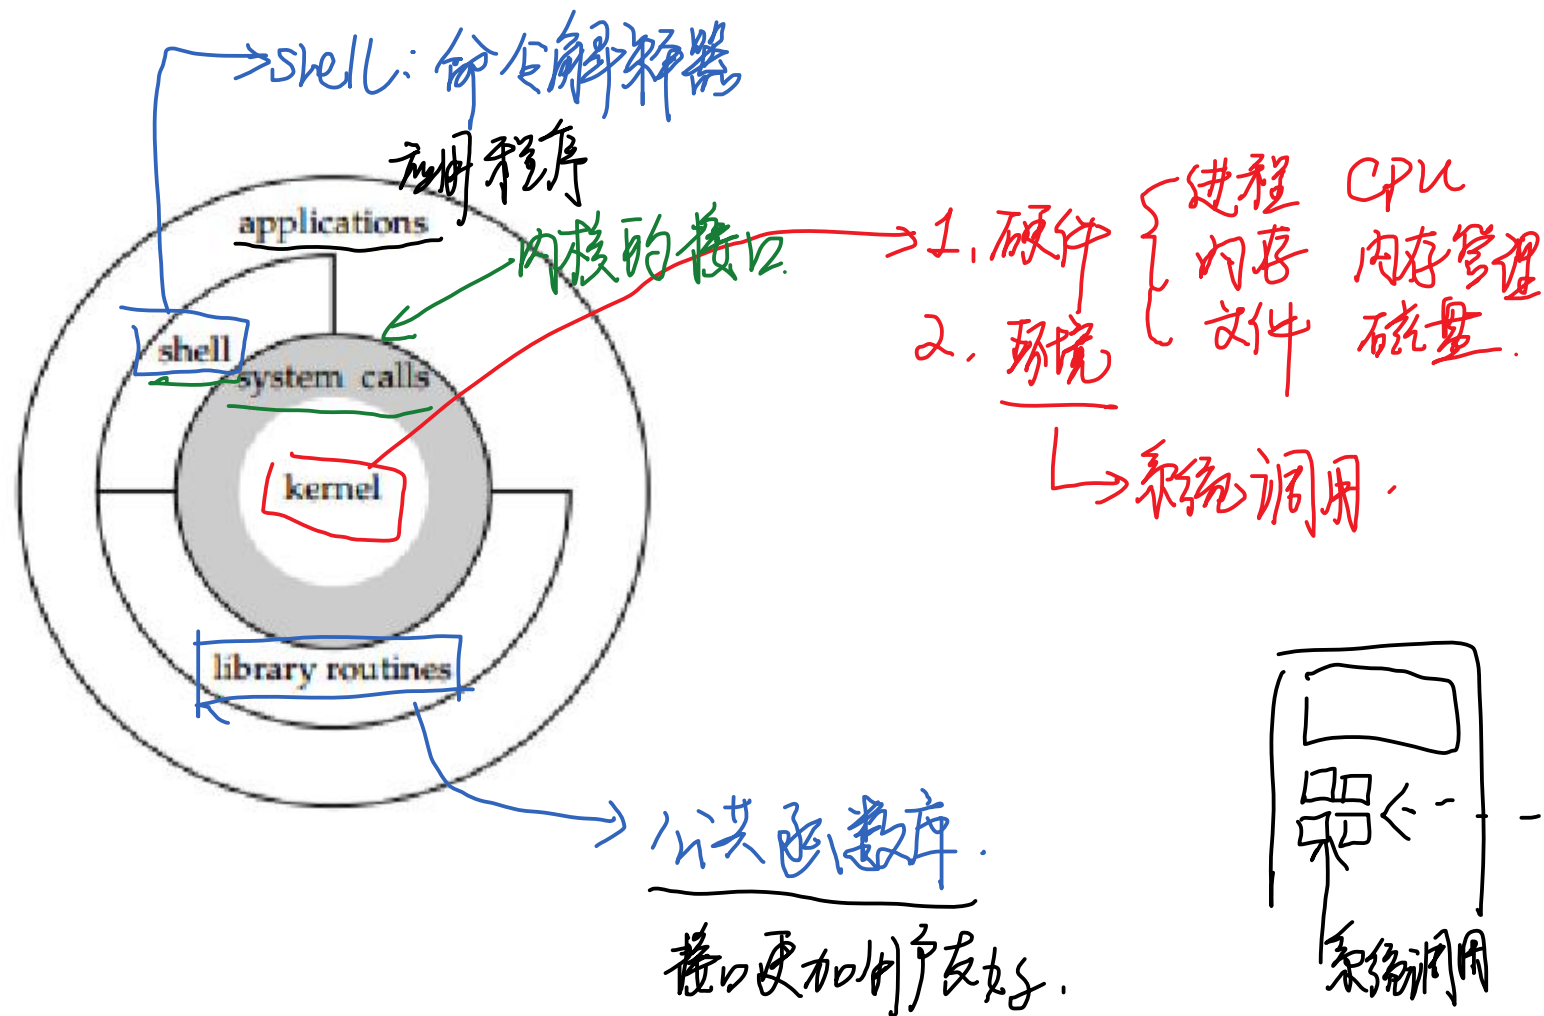 shell: 命令解释器
应用程序
applications
内核的接口
1. 硬件
进程 CPU
内存 内存管理
文件 磁盘.
2. 环境
系统调用.
shell
system calls
kernel
library routines
公共函数库.
接口更加用户友好.
系统调用